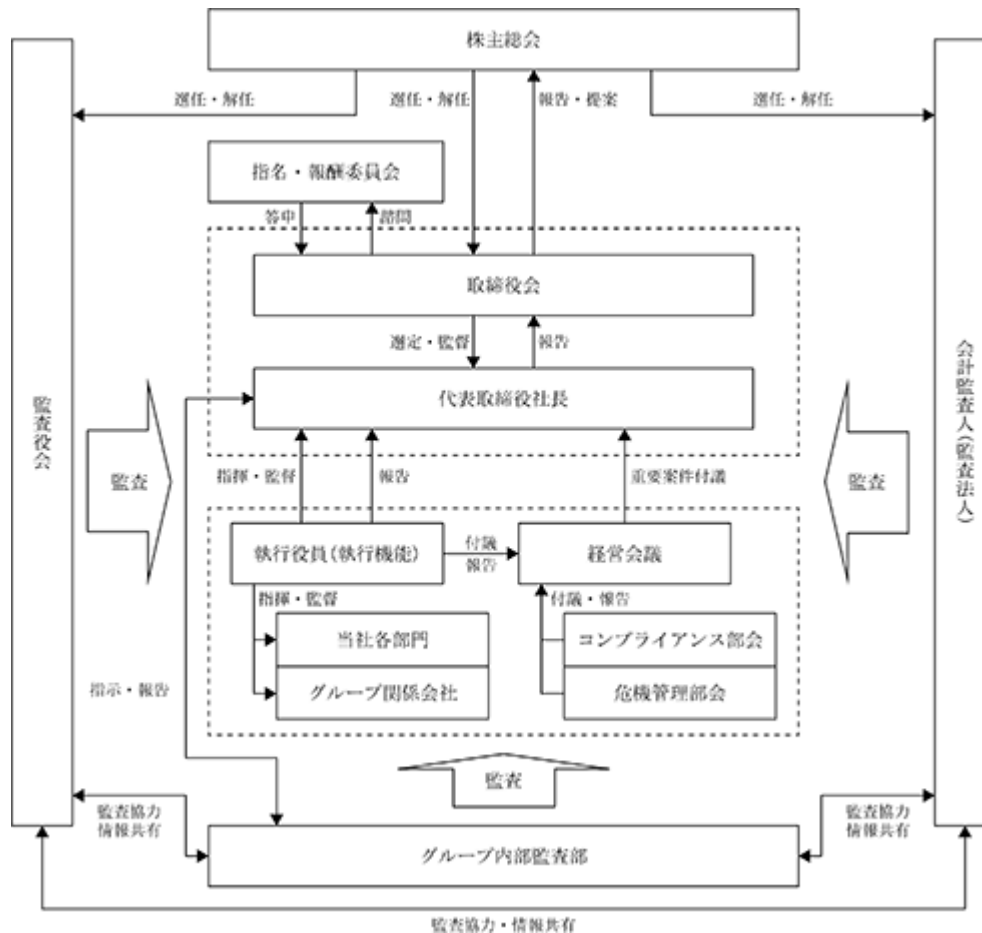 株主総会
選任・解任
選任・解任
報告・提案
選任・解任
指名・報酬委員会
答申
諮問
取締役会
選定・監督
報告
代表取締役社長
監査役会
会計監査人(監査法人)
監査
監査
指揮・監督
報告
重要案件付議
執行役員(執行機能)
付議
報告
経営会議
指揮・監督
付議・報告
当社各部門
コンプライアンス部会
グループ関係会社
危機管理部会
指示・報告
監査
監査協力
情報共有
監査協力
情報共有
グループ内部監査部
監査協力・情報共有